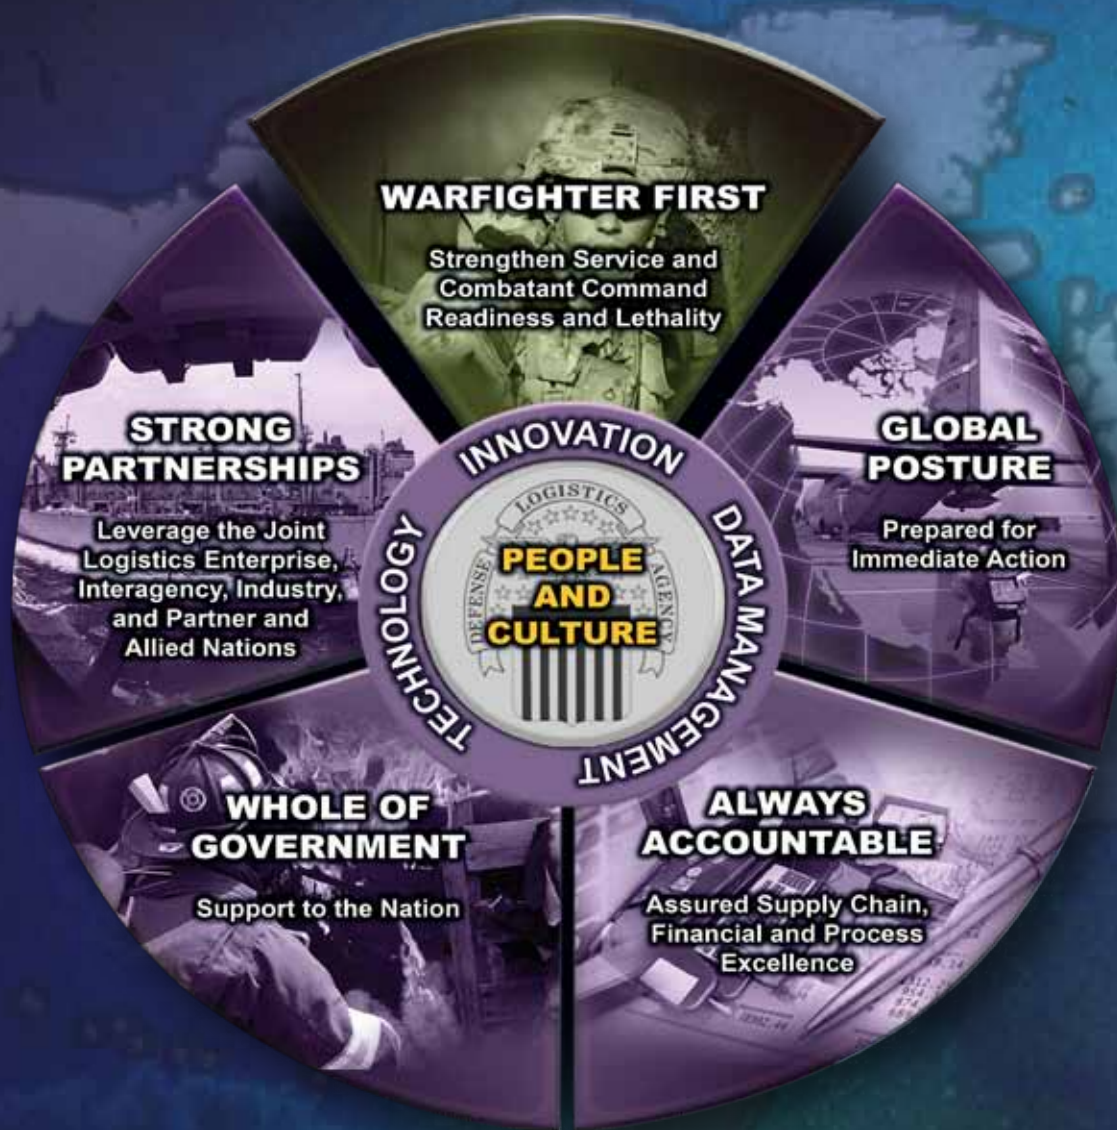 WARFIGHTER FIRST
Strengthen Service and
Combatant Command
Readiness and Lethality
GLOBAL
POSTURE
Prepared for
Immediate Action
ALWAYS
ACCOUNTABLE
Assured Supply Chain,
Financial and Process
Excellence
WHOLE OF
GOVERNMENT
Support to the Nation
STRONG
PARTNERSHIPS
Leverage the Joint
Logistics Enterprise,
Interagency, Industry,
and Partner and
Allied Nations
INNOVATION
DATA MANAGEMENT
TECHNOLOGY
DEFENSE
LOGISTICS
AGENCY
PEOPLE
AND
CULTURE